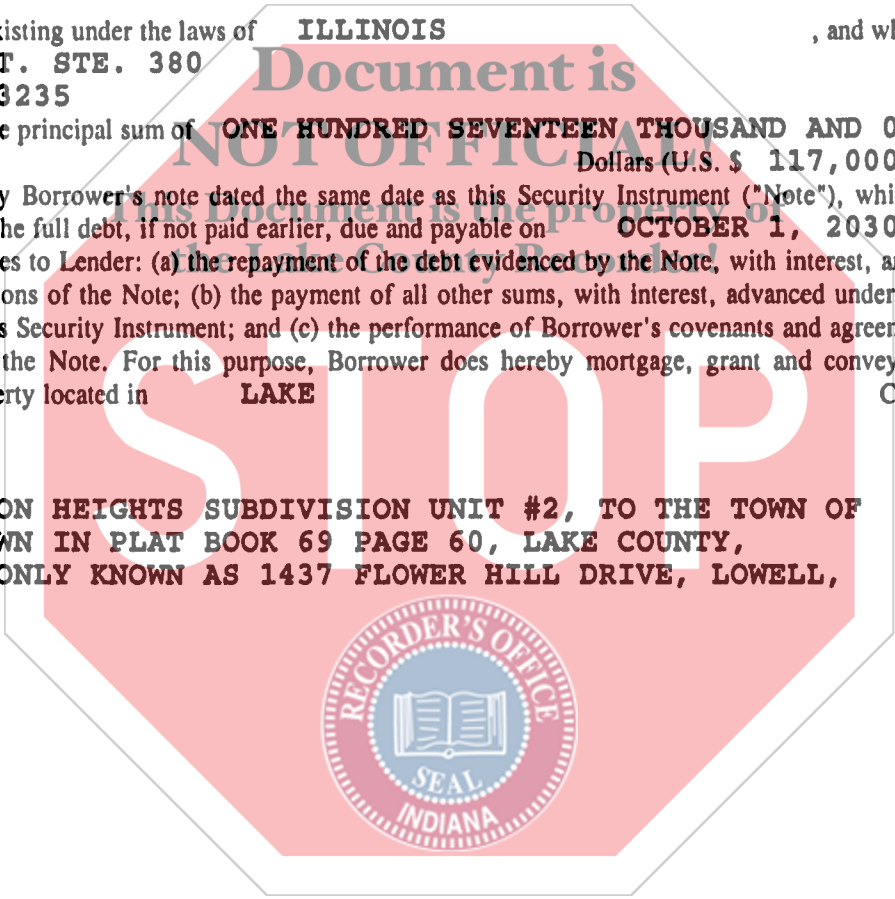 isting under the laws of ILLINOIS , and wh
T. STE. 380
Document is
3235
e principal sum of ONE HUNDRED SEVENTEEN THOUSAND AND 0
NOT OFFICIAL!
Dollars (U.S. $ 117,000
y Borrower's note dated the same date as this Security Instrument ("Note"), whi
This Document is the property of
he full debt, if not paid earlier, due and payable on OCTOBER 1, 2030
the Lake County Recorder!
es to Lender: (a) the repayment of the debt evidenced by the Note, with interest, a
ons of the Note; (b) the payment of all other sums, with interest, advanced under
s Security Instrument; and (c) the performance of Borrower's covenants and agreen
the Note. For this purpose, Borrower does hereby mortgage, grant and convey
erty located in LAKE C
STOP
ON HEIGHTS SUBDIVISION UNIT #2, TO THE TOWN OF
WN IN PLAT BOOK 69 PAGE 60, LAKE COUNTY,
ONLY KNOWN AS 1437 FLOWER HILL DRIVE, LOWELL,
RECORDER'S OFFICE
SEAL
INDIANA